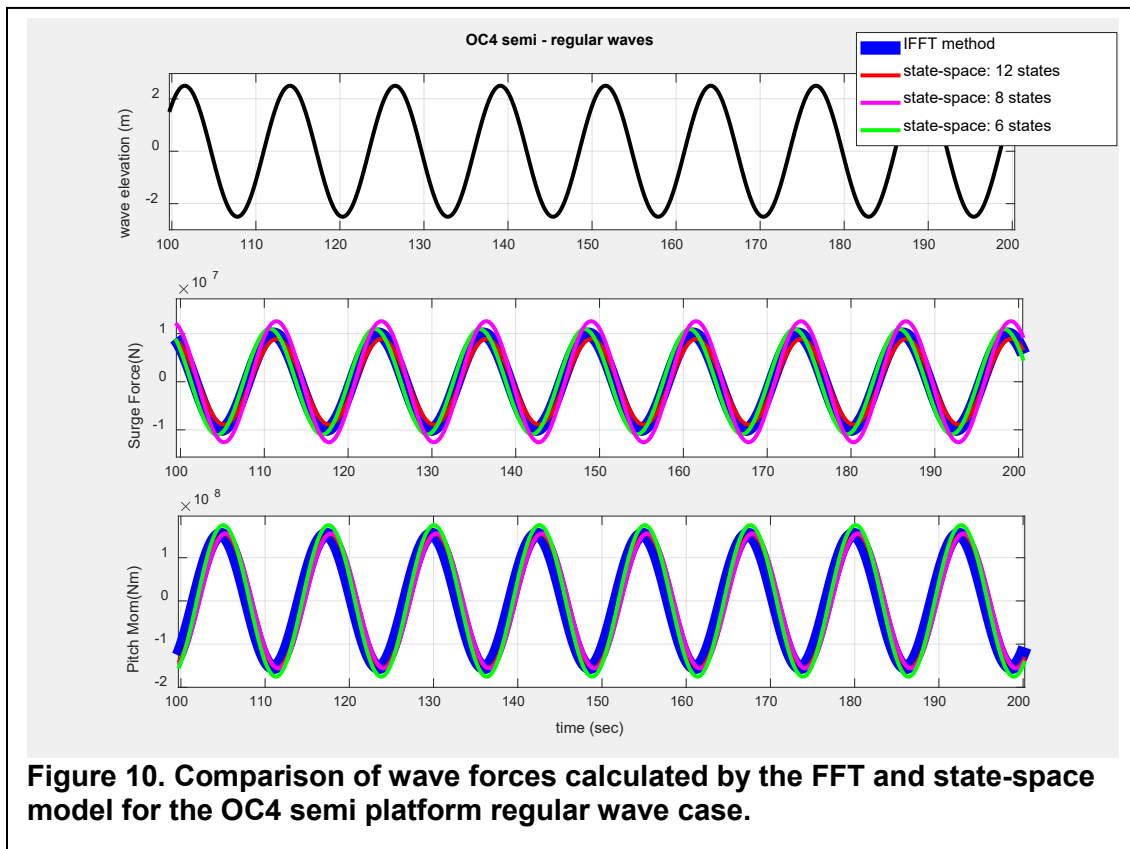 OC4 semi - regular waves
IFFT method
state-space: 12 states
state-space: 8 states
state-space: 6 states
wave elevation (m)
2
0
-2
100 110 120 130 140 150 160 170 180 190 200
× 10 7
Surge Force(N)
1
0
-1
100 110 120 130 140 150 160 170 180 190 200
× 10 8
Pitch Mom(Nm)
1
0
-1
-2
100 110 120 130 140 150 160 170 180 190 200
time (sec)
Figure 10. Comparison of wave forces calculated by the FFT and state-space
model for the OC4 semi platform regular wave case.